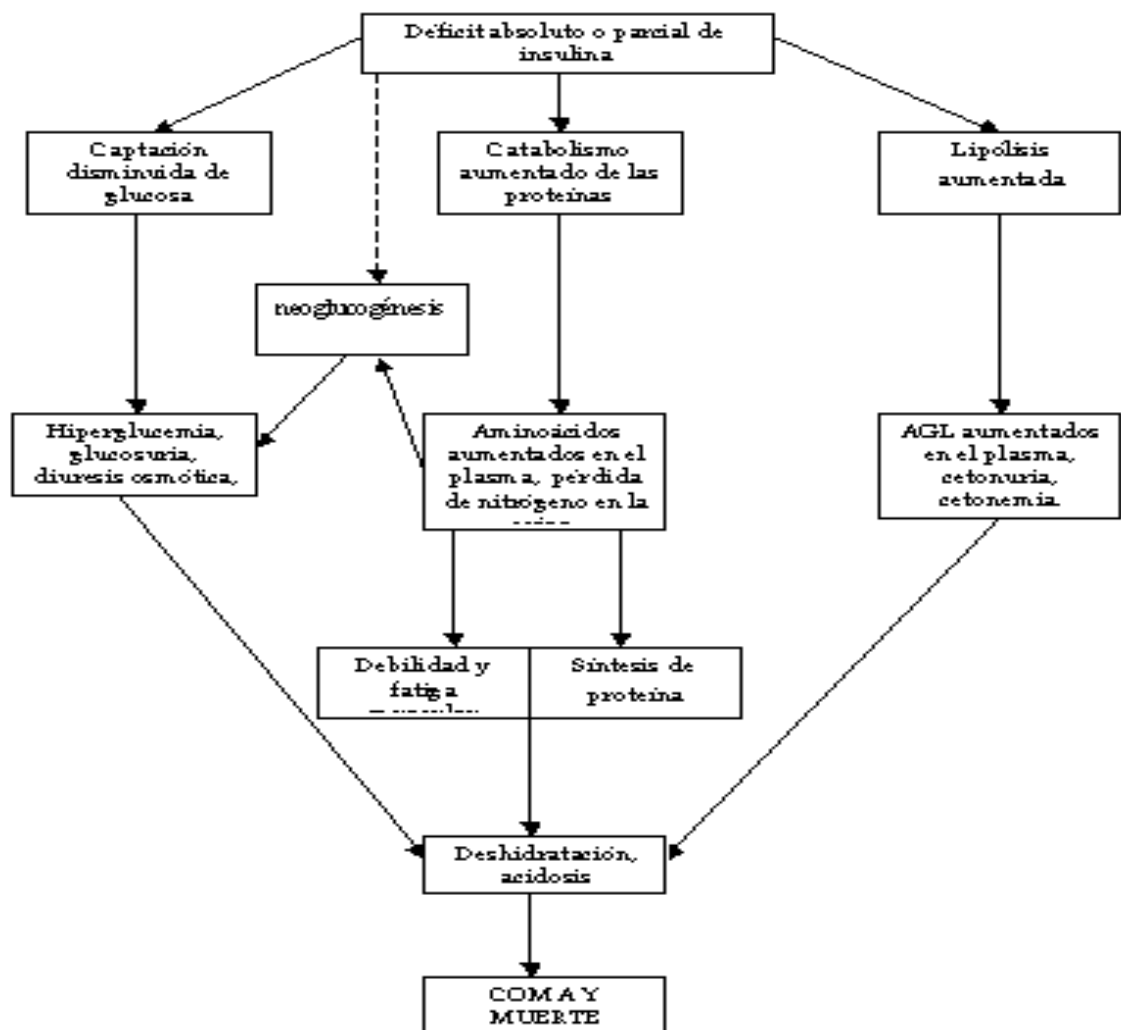 Déficit absoluto o parcial de
insulina
Captación
disminuida de
glucosa
Catabolismo
aumentado de las
proteínas
Lipólisis
aumentada
neoglucogénesis
Hiperglucemia,
glucosuria,
diuresis osmótica,
Aminoácidos
aumentados en el
plasma, pérdida
de nitrógeno en la
AGL aumentados
en el plasma,
cetonuria,
cetonemia
Debilidad y
fatiga
Síntesis de
proteína
Deshidratación,
acidosis
COMA Y
MUERTE